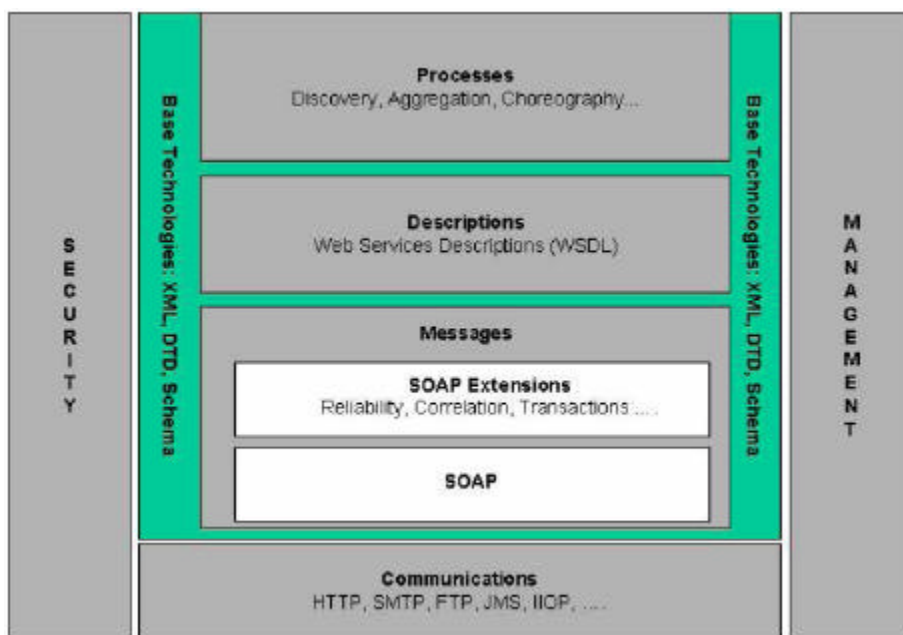 SECURITY
Base Technologies: XML, DTD, Schema
Processes
Discovery, Aggregation, Choreography...
Descriptions
Web Services Descriptions (WSDL)
Messages
SOAP Extensions
Reliability, Correlation, Transactions ....
SOAP
Base Technologies: XML, DTD, Schema
MANAGEMENT
Communications
HTTP, SMTP, FTP, JMS, IIOP, ....